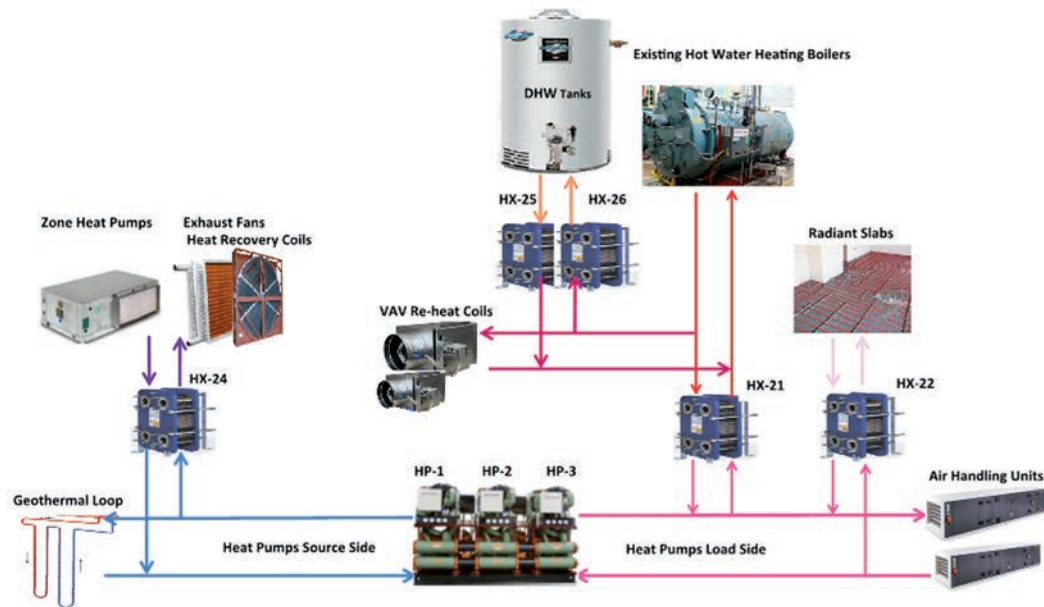 Existing Hot Water Heating Boilers
DHW Tanks
HX-25
HX-26
Zone Heat Pumps
Exhaust Fans
Heat Recovery Coils
Radiant Slabs
VAV Re-heat Coils
HX-24
HX-21
HX-22
HP-1
HP-2
HP-3
Air Handling Units
Geothermal Loop
Heat Pumps Source Side
Heat Pumps Load Side